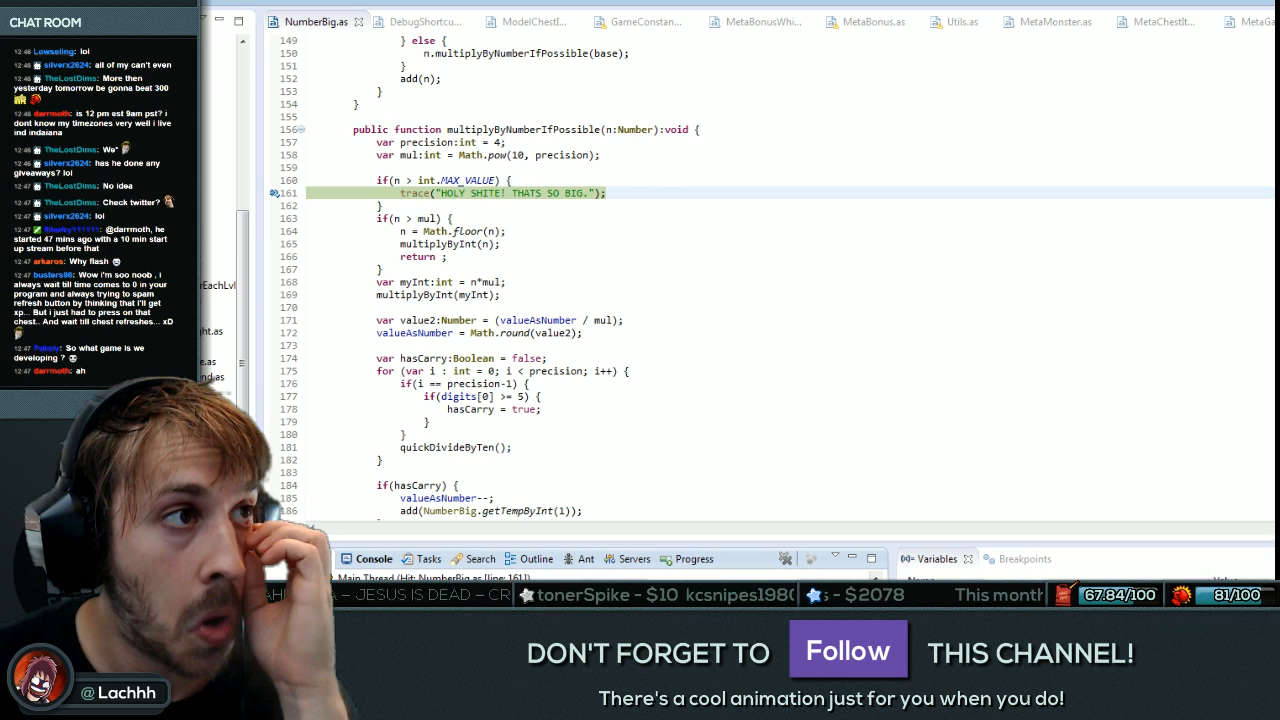 CHAT ROOM
12:46 Lowseling: lol
12:46 silverx2624: all of my can't even
12:46 TheLostDims: More then
yesterday tomorrow be gonna beat 300
12:46 darrmoth: is 12 pm est 9am pst? i
dont know my timezones very well i live
ind indaiana
12:46 TheLostDims: We*
12:46 silverx2624: has he done any
giveaways? lol
12:47 TheLostDims: No idea
12:47 TheLostDims: Check twitter?
12:47 silverx2624: lol
12:47 @darrmoth, he
started 47 mins ago with a 10 min start
up stream before that
12:47 arkaros: Why flash
12:47 busters96: Wow i'm soo noob , i
always wait till time comes to 0 in your
program and always trying to spam
refresh button by thinking that I'll get
xp... But i just had to press on that
chest.. And wait till chest refreshes... xD
12:47 So what game is we
developing ?
12:47 darrmoth: ah
erEachLvl
ght.as
e.as
nd.as
NumberBig.as DebugShortcu... ModelChestI... GameConstan... MetaBonusWhi... MetaBonus.as Utils.as MetaMonster.as MetaChestIt... MetaGa
149 } else {
150 n.multiplyByNumberIfPossible(base);
151 }
152 add(n);
153 }
154 }
155
156 public function multiplyByNumberIfPossible(n:Number):void {
157 var precision:int = 4;
158 var mul:int = Math.pow(10, precision);
159
160 if(n > int.MAX_VALUE) {
161 trace("HOLY SHITE! THATS SO BIG.");
162 }
163 if(n > mul) {
164 n = Math.floor(n);
165 multiplyByInt(n);
166 return ;
167 }
168 var myInt:int = n*mul;
169 multiplyByInt(myInt);
170
171 var value2:Number = (valueAsNumber / mul);
172 valueAsNumber = Math.round(value2);
173
174 var hasCarry:Boolean = false;
175 for (var i : int = 0; i < precision; i++) {
176 if(i == precision-1) {
177 if(digits[0] >= 5) {
178 hasCarry = true;
179 }
180 }
181 quickDivideByTen();
182 }
183
184 if(hasCarry) {
185 valueAsNumber--;
186 add(NumberBig.getTempByInt(1));
Console Tasks Search Outline Ant Servers Progress
(x)= Variables Breakpoints
Main Thread (Hit: NumberBig.as [line: 161])
– JESUS IS DEAD – CR tonerSpike - $10 kcsnipes198 s - $2078 This month 67.84/100 81/100
DON'T FORGET TO Follow THIS CHANNEL!
There's a cool animation just for you when you do!
@ Lachhh